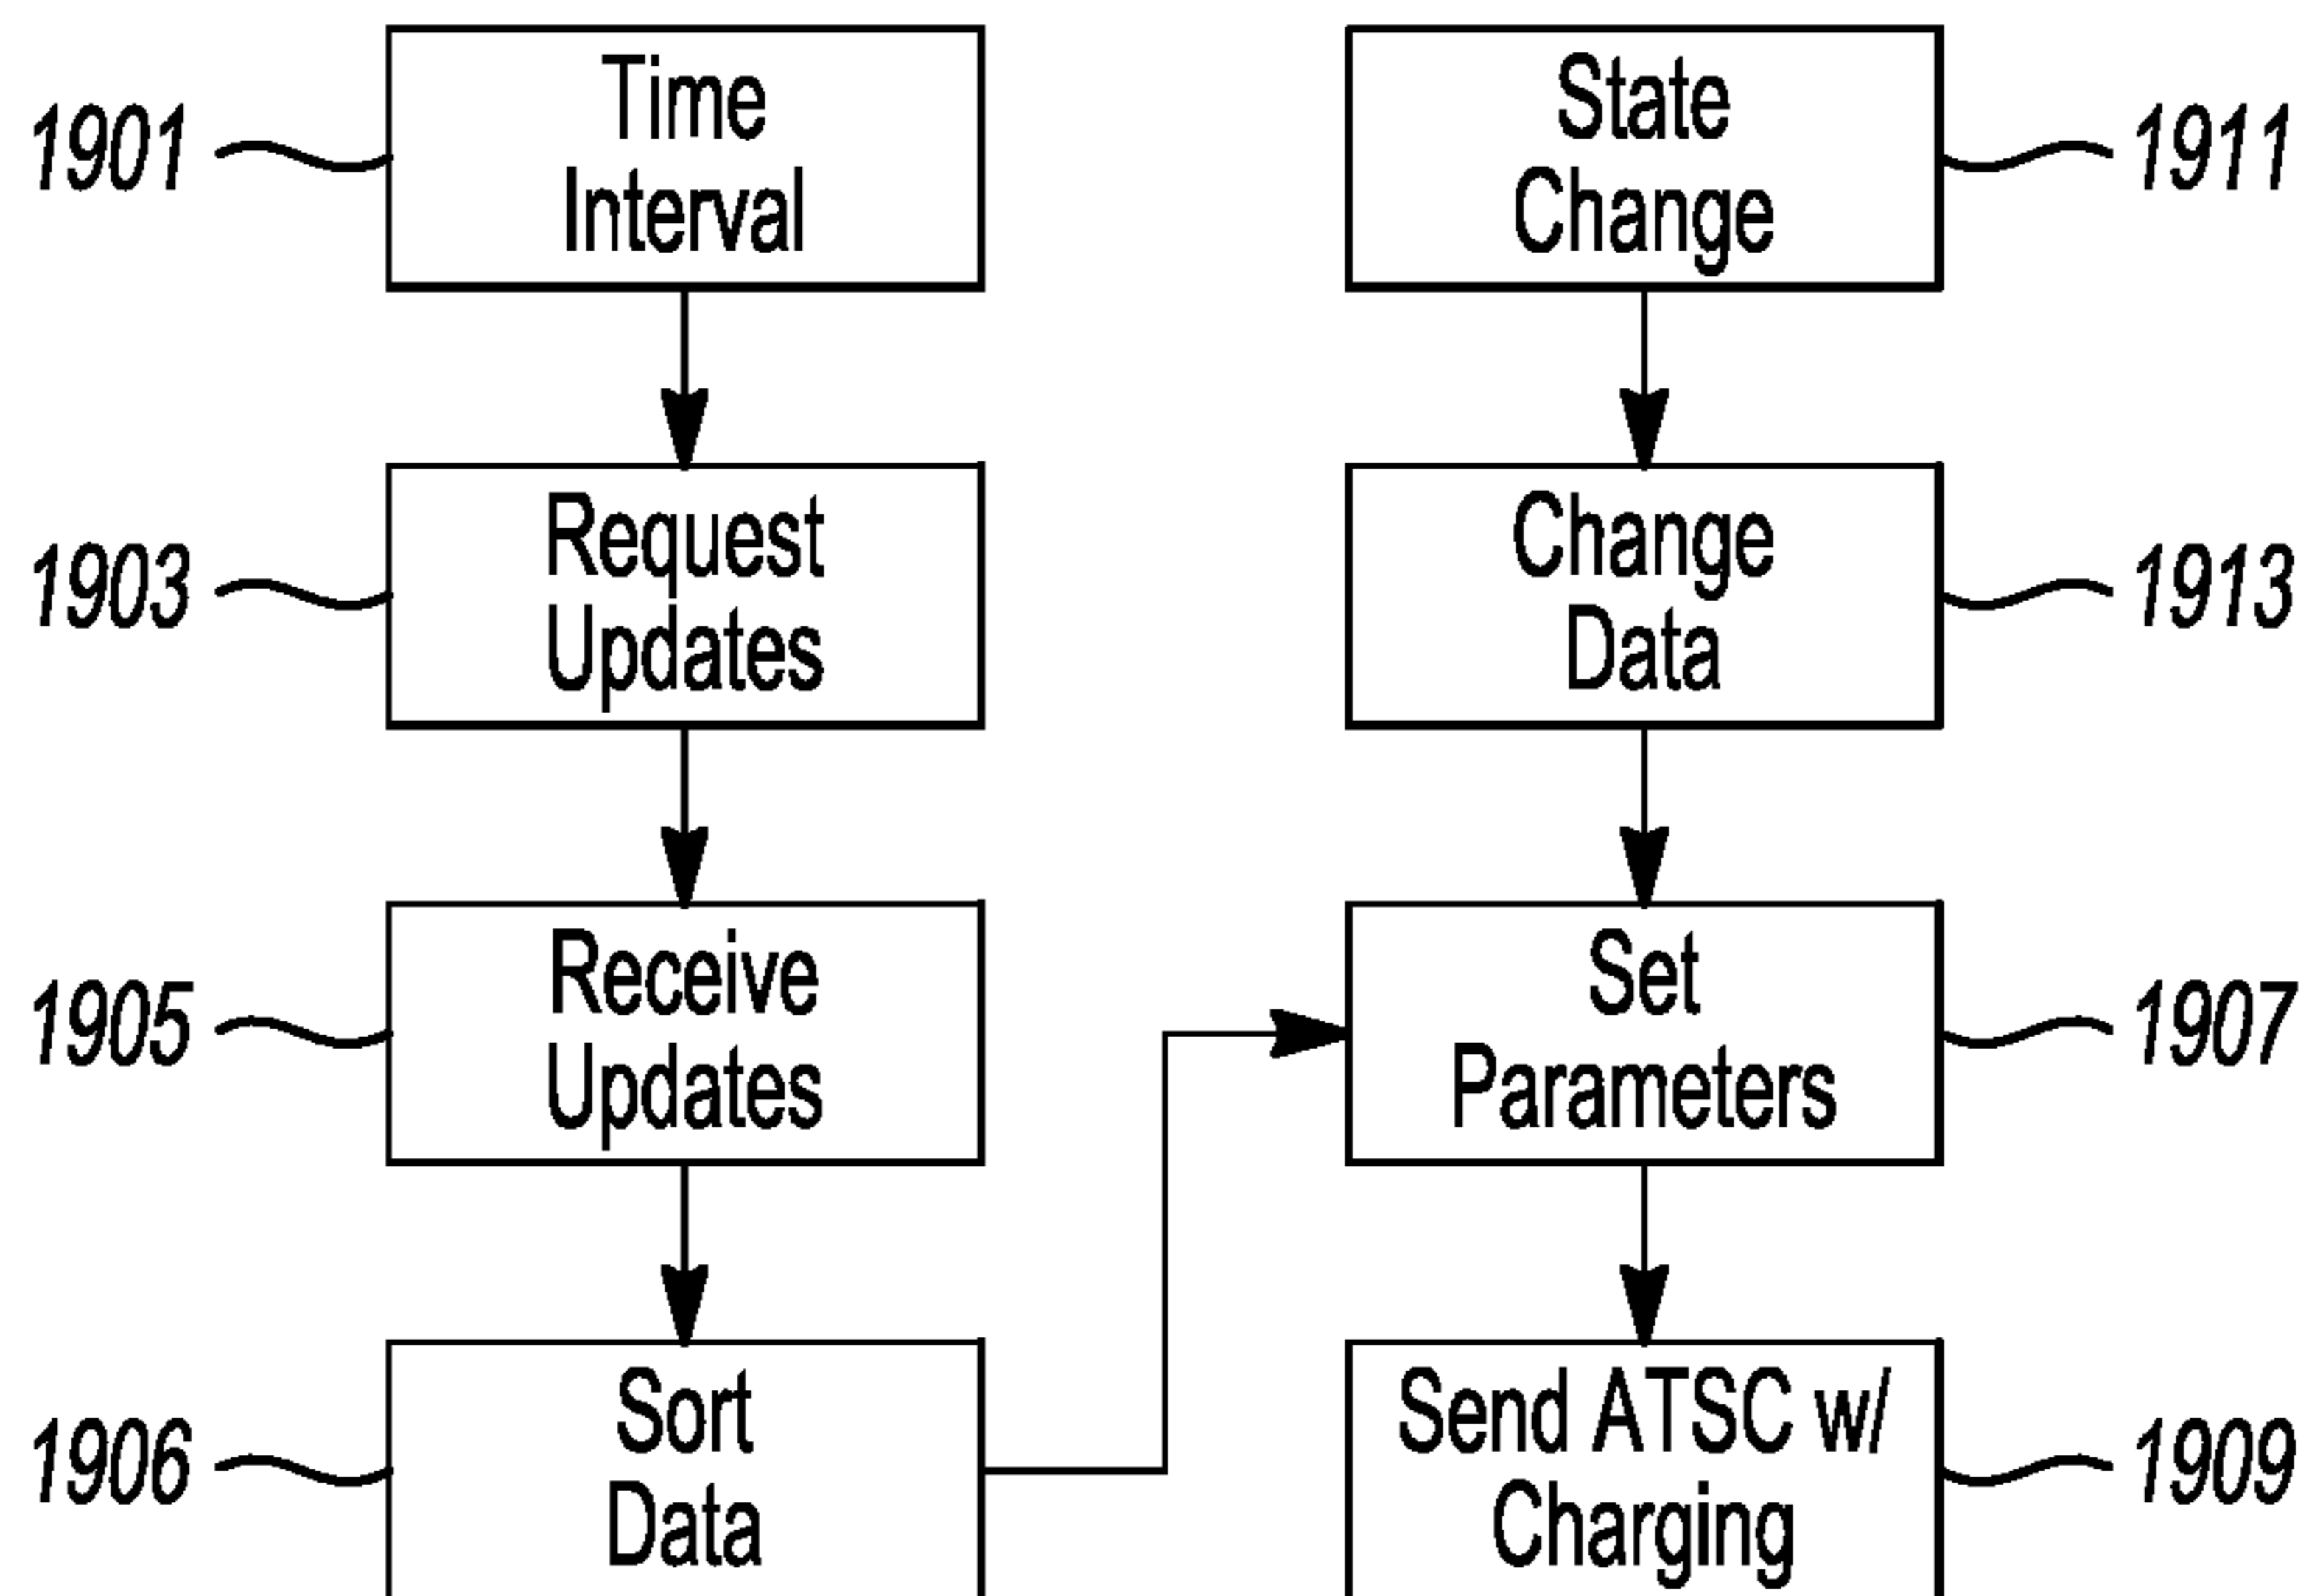 1901
Time
Interval
1903
Request
Updates
1905
Receive
Updates
1906
Sort
Data
State
Change
1911
Change
Data
1913
Set
Parameters
1907
Send ATSC w/
Charging
1909